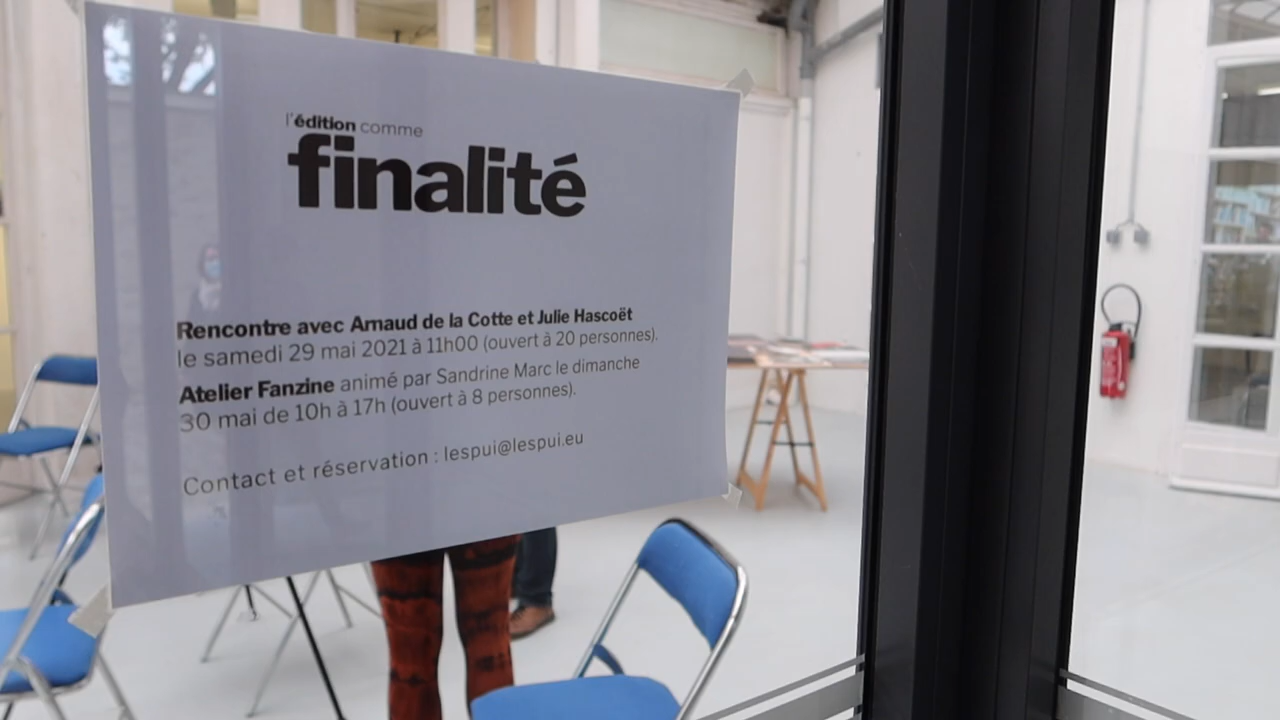 l'édition comme
finalité
Rencontre avec Arnaud de la Cotte et Julie Hascoët
le samedi 29 mai 2021 à 11h00 (ouvert à 20 personnes).
Atelier Fanzine animé par Sandrine Marc le dimanche
30 mai de 10h à 17h (ouvert à 8 personnes).
Contact et réservation : lespui@lespui.eu